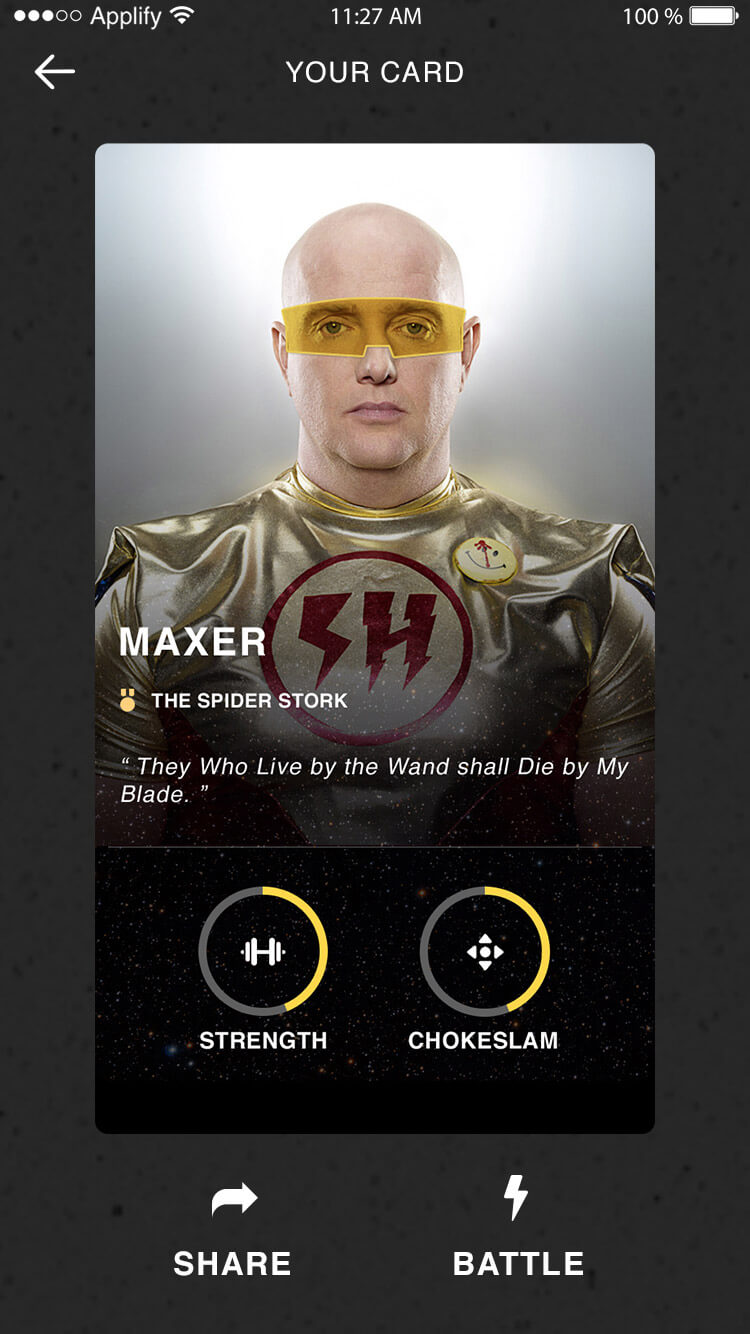 Applify 11:27 AM 100 %
YOUR CARD
SH
MAXER
THE SPIDER STORK
“ They Who Live by the Wand shall Die by My
Blade. ”
STRENGTH CHOKESLAM
SHARE BATTLE